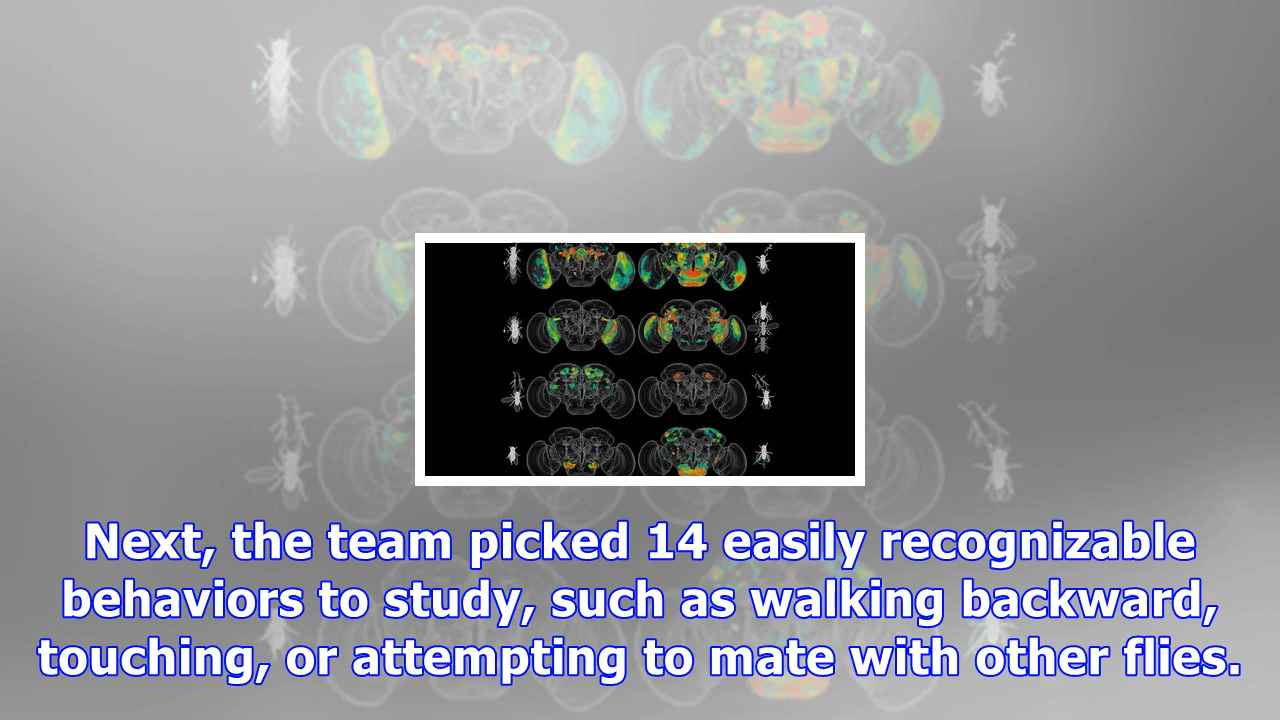 Next, the team picked 14 easily recognizable
behaviors to study, such as walking backward,
touching, or attempting to mate with other flies.